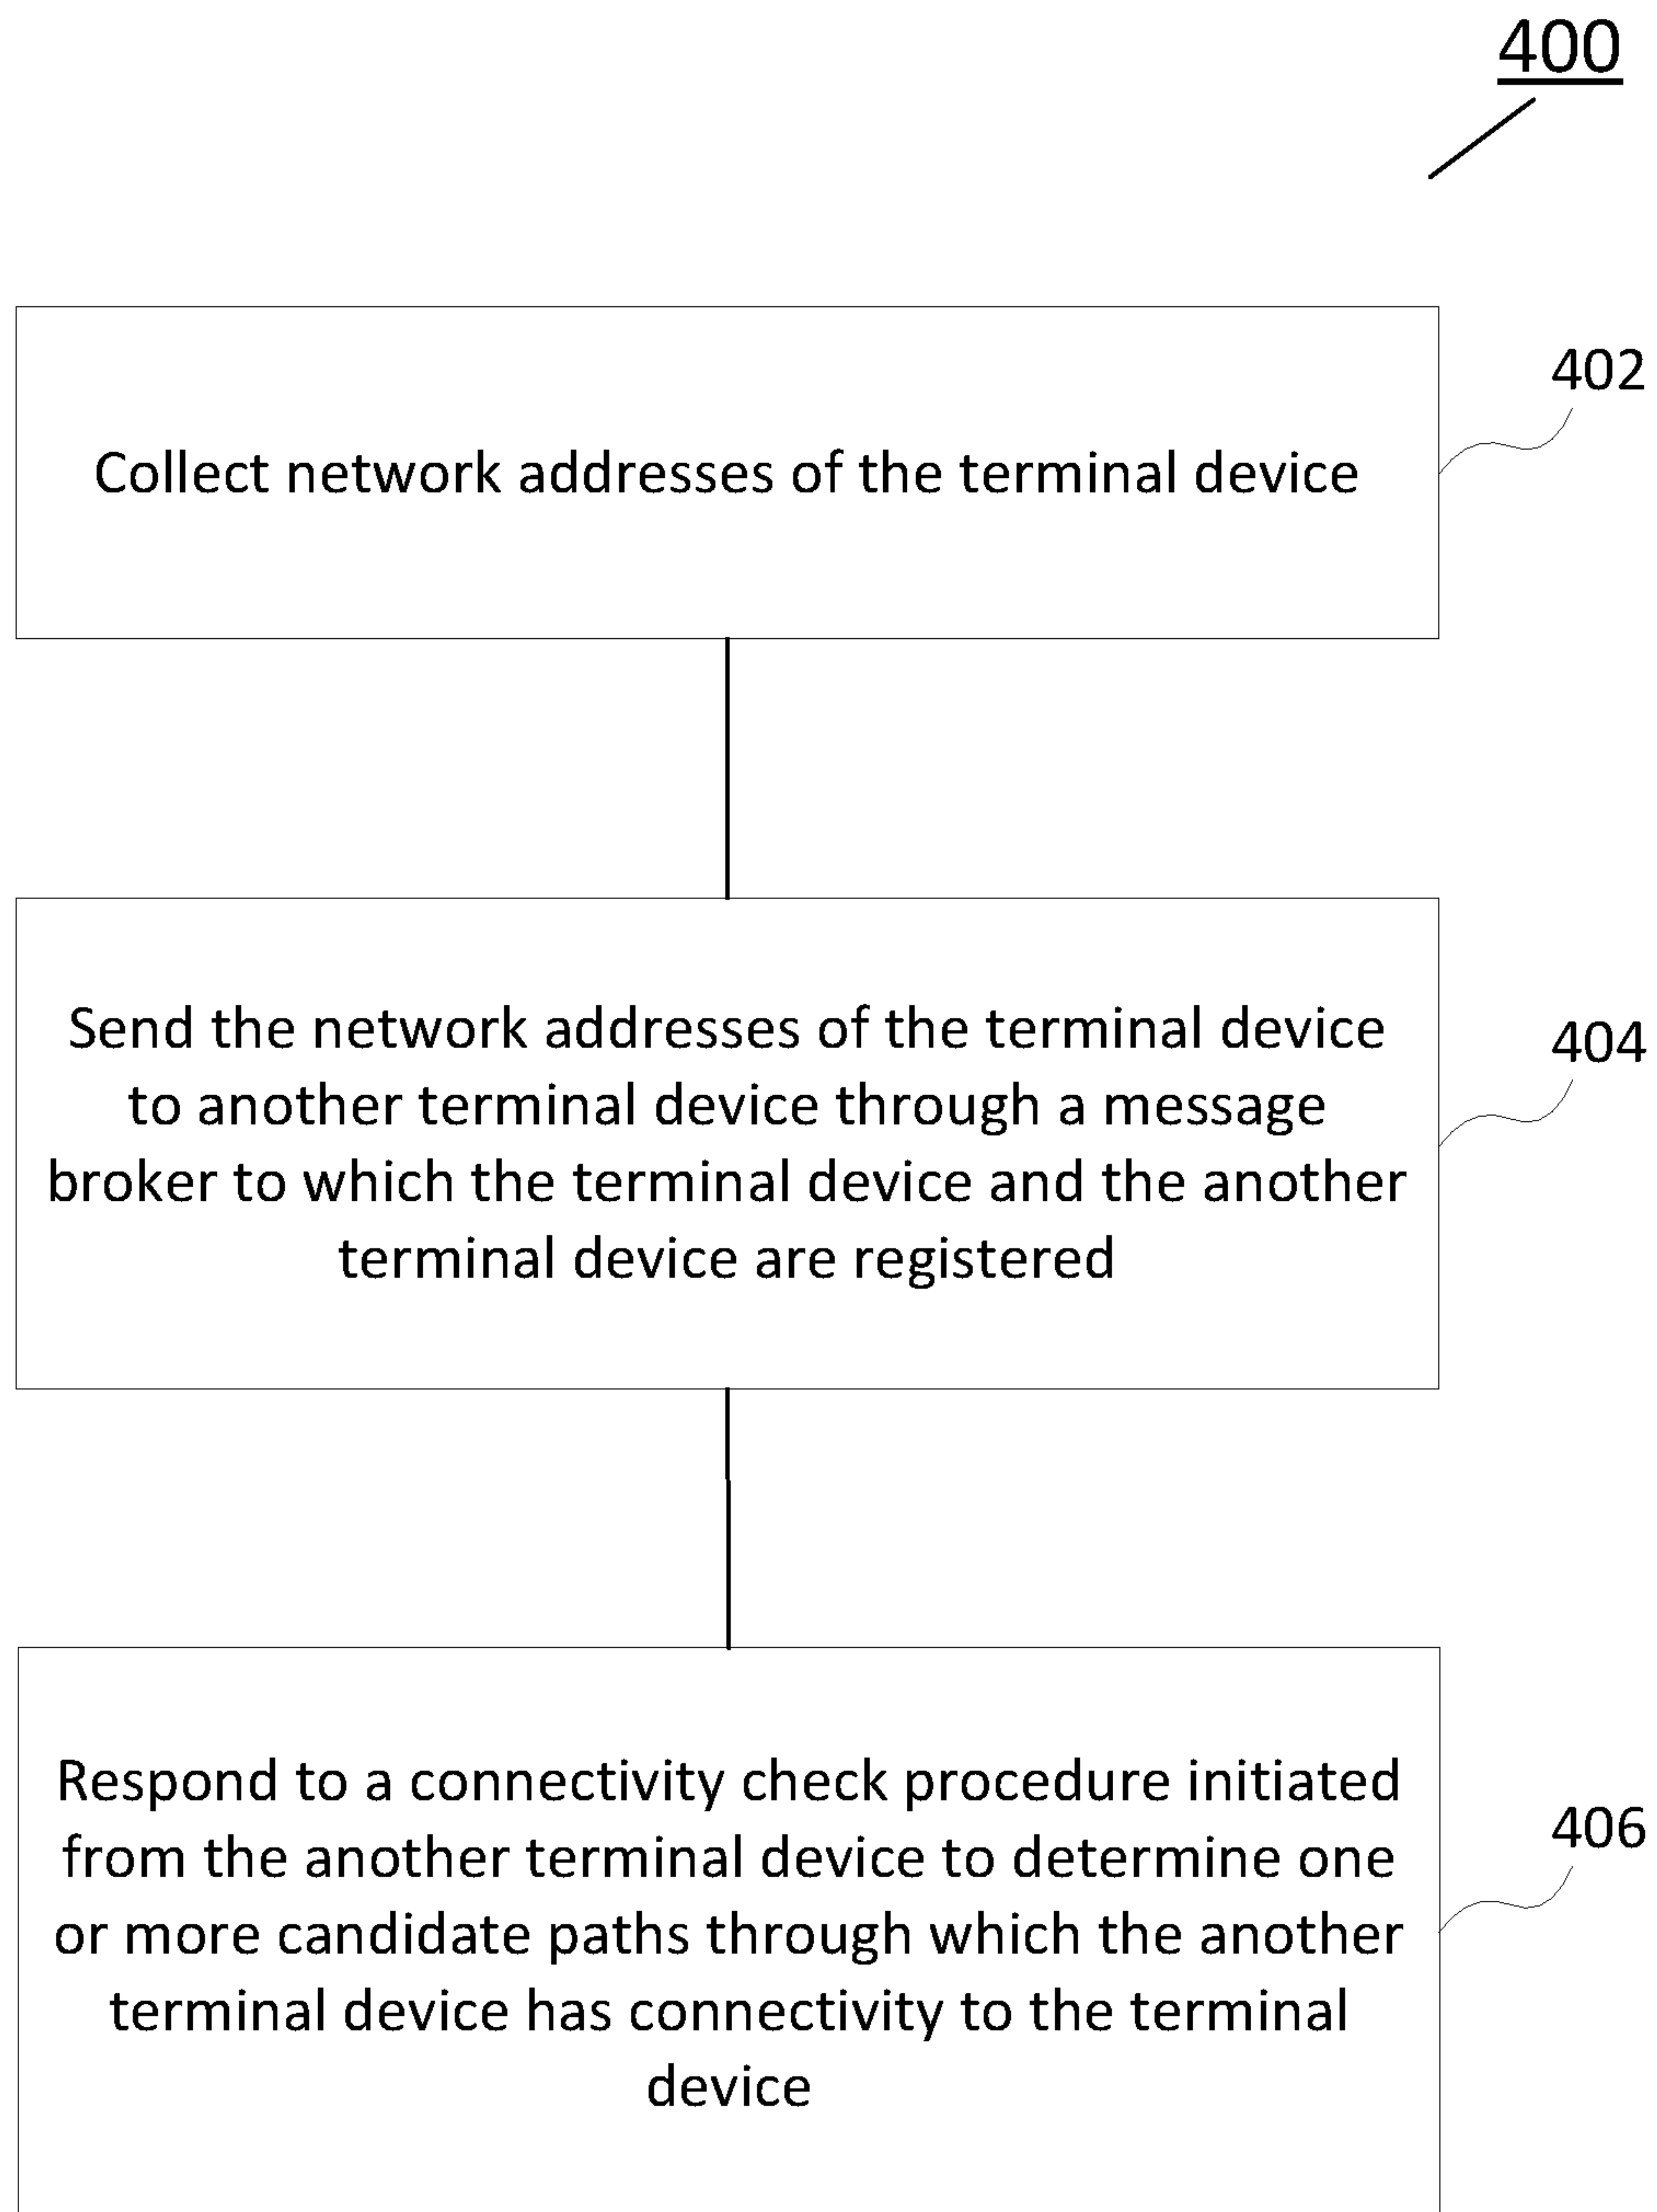 400
402
Collect network addresses of the terminal device
Send the network addresses of the terminal device
404
to another terminal device through a message
broker to which the terminal device and the another
terminal device are registered
Respond to a connectivity check procedure initiated
406
from the another terminal device to determine one
or more candidate paths through which the another
terminal device has connectivity to the terminal
device